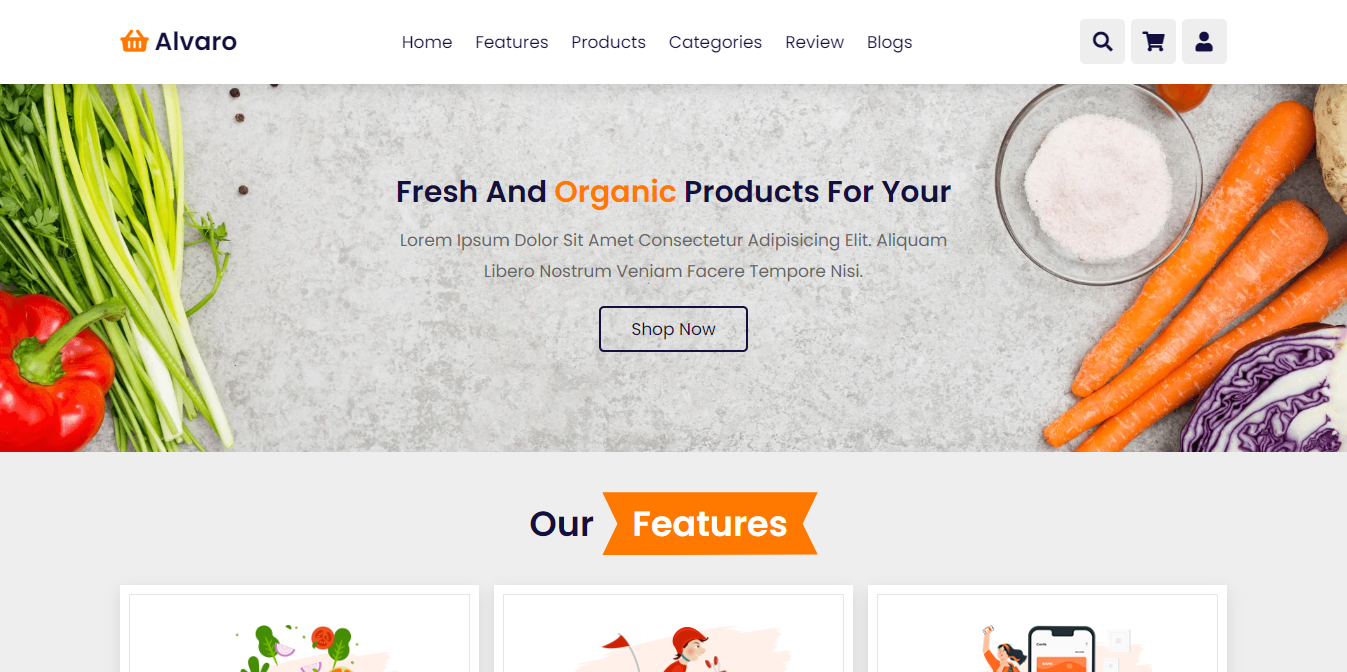 Alvaro
Home Features Products Categories Review Blogs
Fresh And Organic Products For Your
Lorem Ipsum Dolor Sit Amet Consectetur Adipisicing Elit. Aliquam
Libero Nostrum Veniam Facere Tempore Nisi.
Shop Now
Our Features